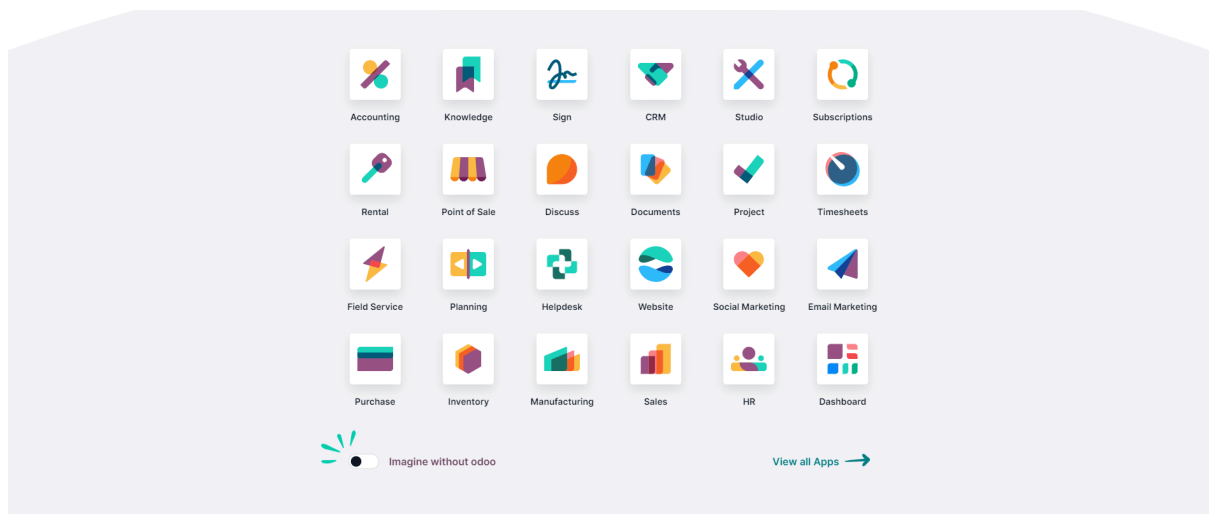 Accounting Knowledge Sign CRM Studio Subscriptions
Rental Point of Sale Discuss Documents Project Timesheets
Field Service Planning Helpdesk Website Social Marketing Email Marketing
Purchase Inventory Manufacturing Sales HR Dashboard
Imagine without odoo View all Apps